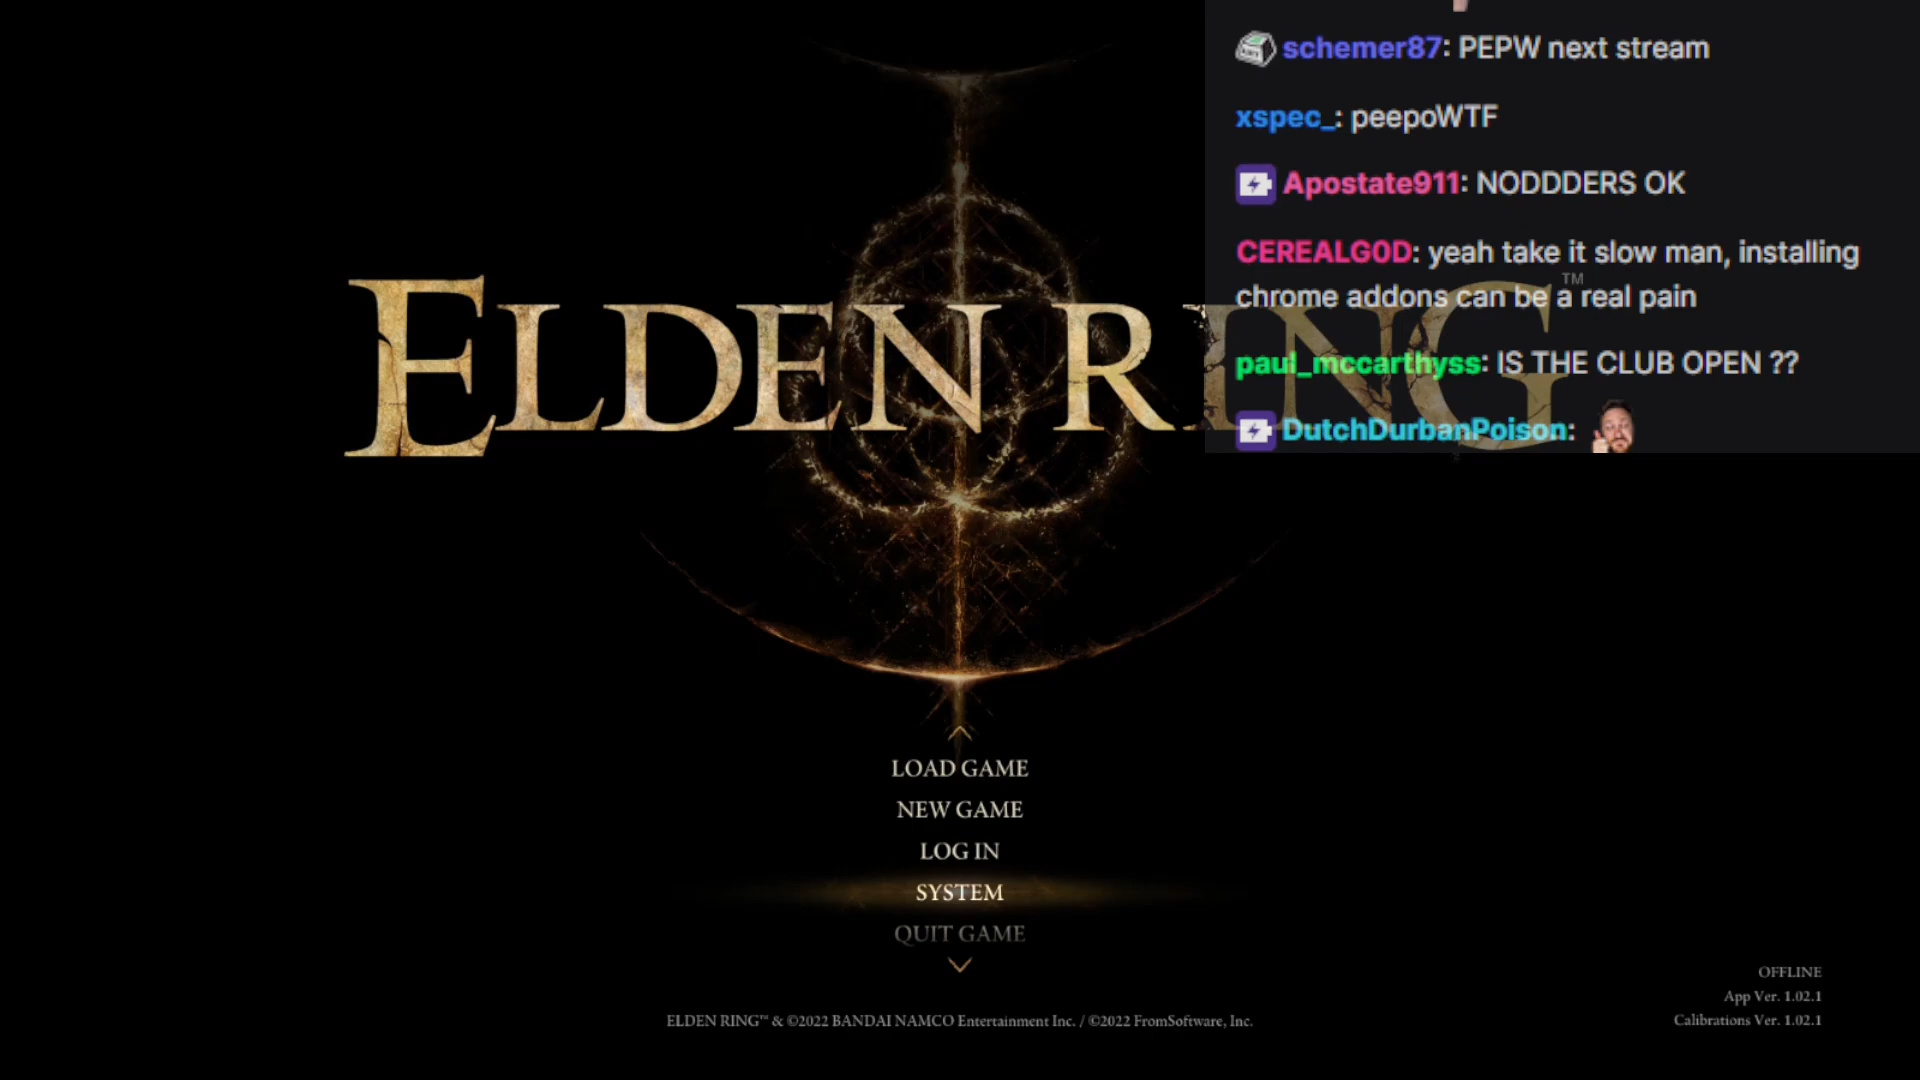 schemer87: PEPW next stream
xspec_: peepoWTF
Apostate911: NODDDERS OK
CEREALG0D: yeah take it slow man, installing
chrome addons can be a real pain
paul_mccarthyss: IS THE CLUB OPEN ??
DutchDurbanPoison:
ELDEN RING™
LOAD GAME
NEW GAME
LOG IN
SYSTEM
QUIT GAME
OFFLINE
App Ver. 1.02.1
Calibrations Ver. 1.02.1
ELDEN RING™ & ©2022 BANDAI NAMCO Entertainment Inc. / ©2022 FromSoftware, Inc.